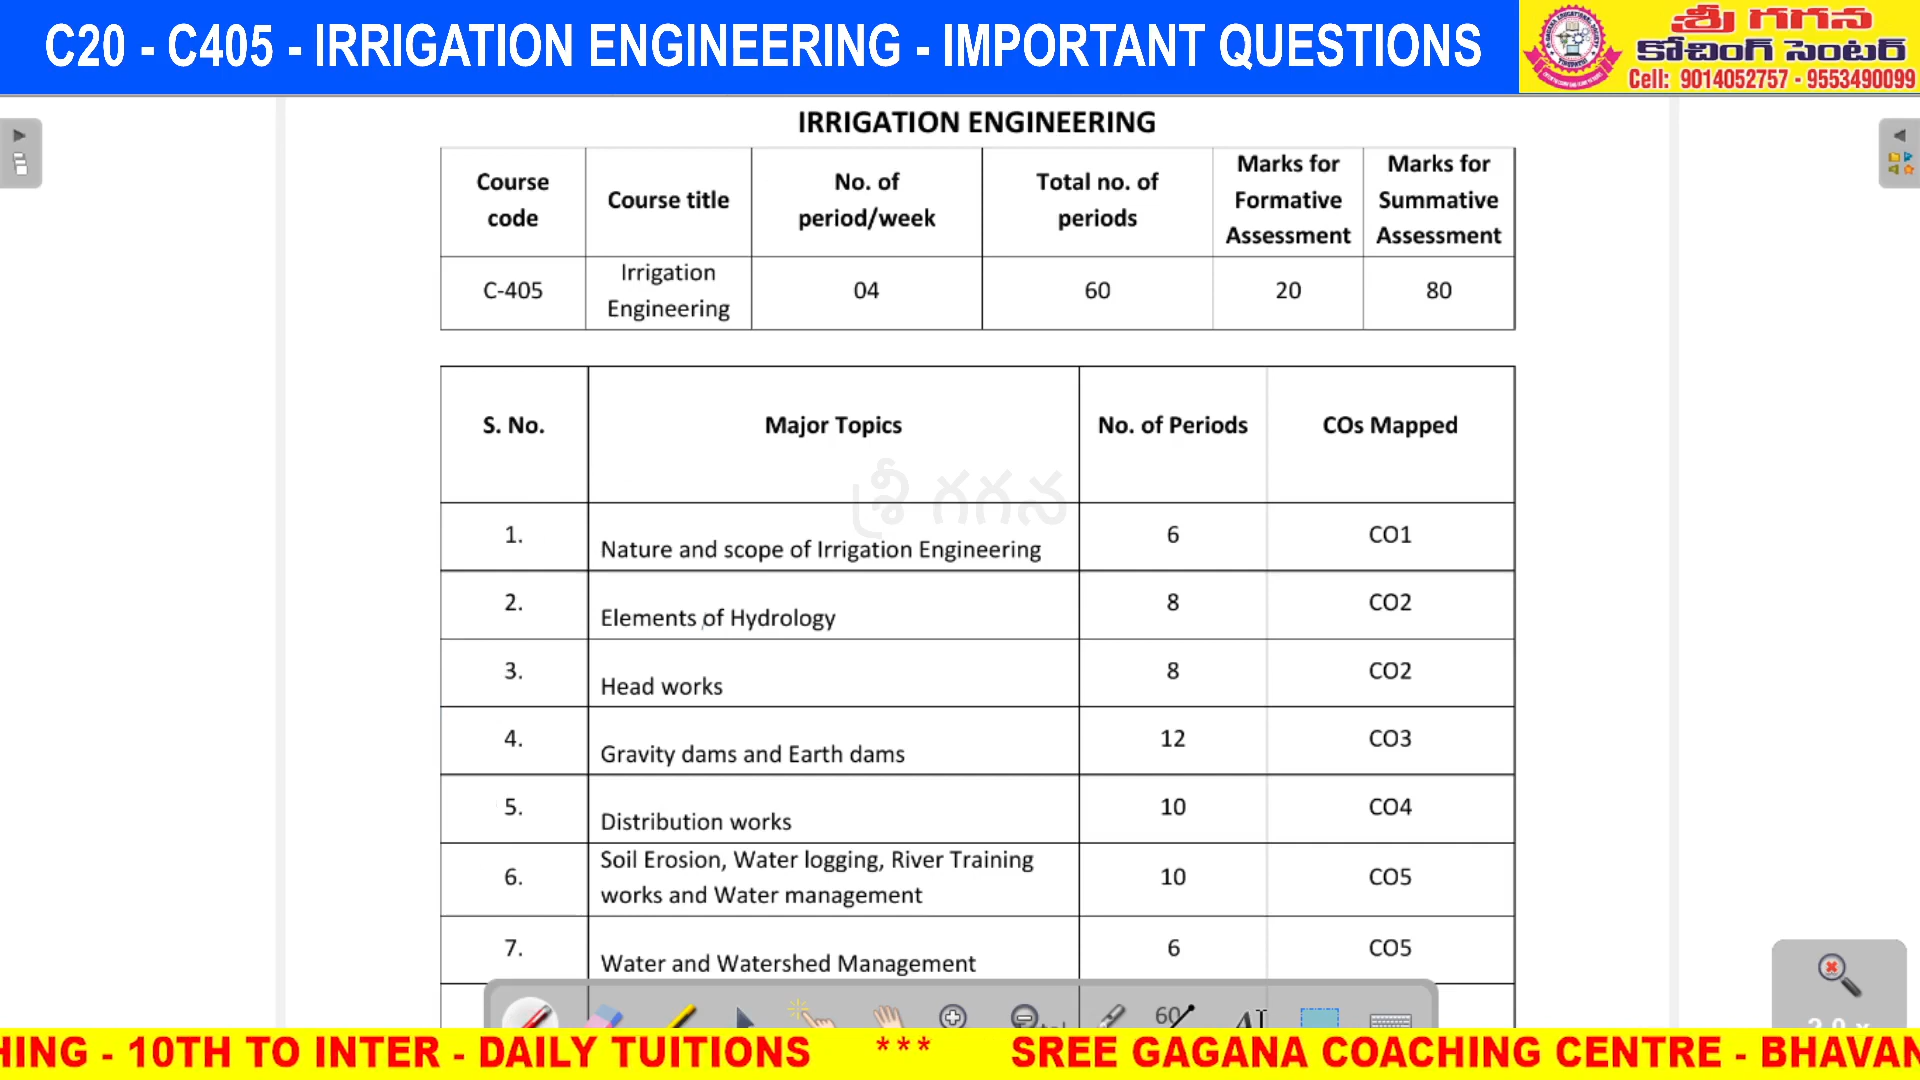 C20 - C405 - IRRIGATION ENGINEERING - IMPORTANT QUESTIONS
శ్రీ గగన
కోచింగ్ సెంటర్
Cell: 9014052757 - 9553490099
IRRIGATION ENGINEERING
Course code
Course title
No. of period/week
Total no. of periods
Marks for Formative Assessment
Marks for Summative Assessment
C-405
Irrigation Engineering
04
60
20
80
S. No.
Major Topics
No. of Periods
COs Mapped
శ్రీ గగన
1.
Nature and scope of Irrigation Engineering
6
CO1
2.
Elements of Hydrology
8
CO2
3.
Head works
8
CO2
4.
Gravity dams and Earth dams
12
CO3
5.
Distribution works
10
CO4
6.
Soil Erosion, Water logging, River Training
works and Water management
10
CO5
7.
Water and Watershed Management
6
CO5
60
HING - 10TH TO INTER - DAILY TUITIONS *** SREE GAGANA COACHING CENTRE - BHAVAN